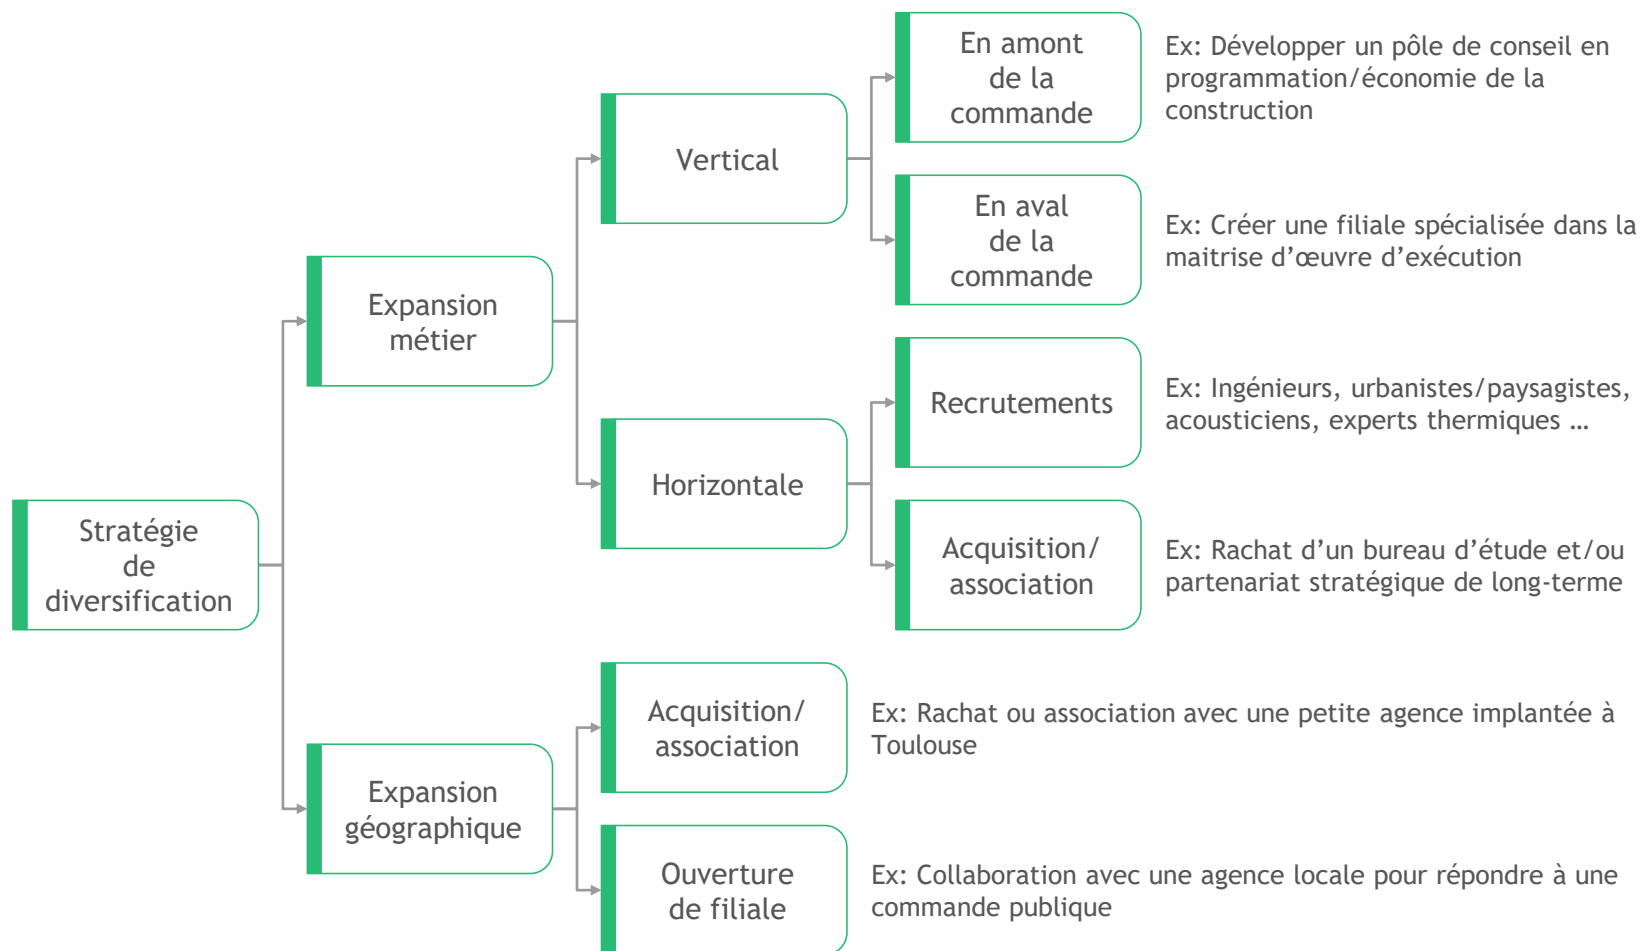 En amont
de la
commande
Ex: Développer un pôle de conseil en
programmation/économie de la
construction
Vertical
En aval
de la
commande
Ex: Créer une filiale spécialisée dans la
maitrise d’œuvre d’exécution
Expansion
métier
Recrutements
Ex: Ingénieurs, urbanistes/paysagistes,
acousticiens, experts thermiques …
Horizontale
Stratégie
de
diversification
Acquisition/
association
Ex: Rachat d’un bureau d’étude et/ou
partenariat stratégique de long-terme
Acquisition/
association
Ex: Rachat ou association avec une petite agence implantée à
Toulouse
Expansion
géographique
Ouverture
de filiale
Ex: Collaboration avec une agence locale pour répondre à une
commande publique